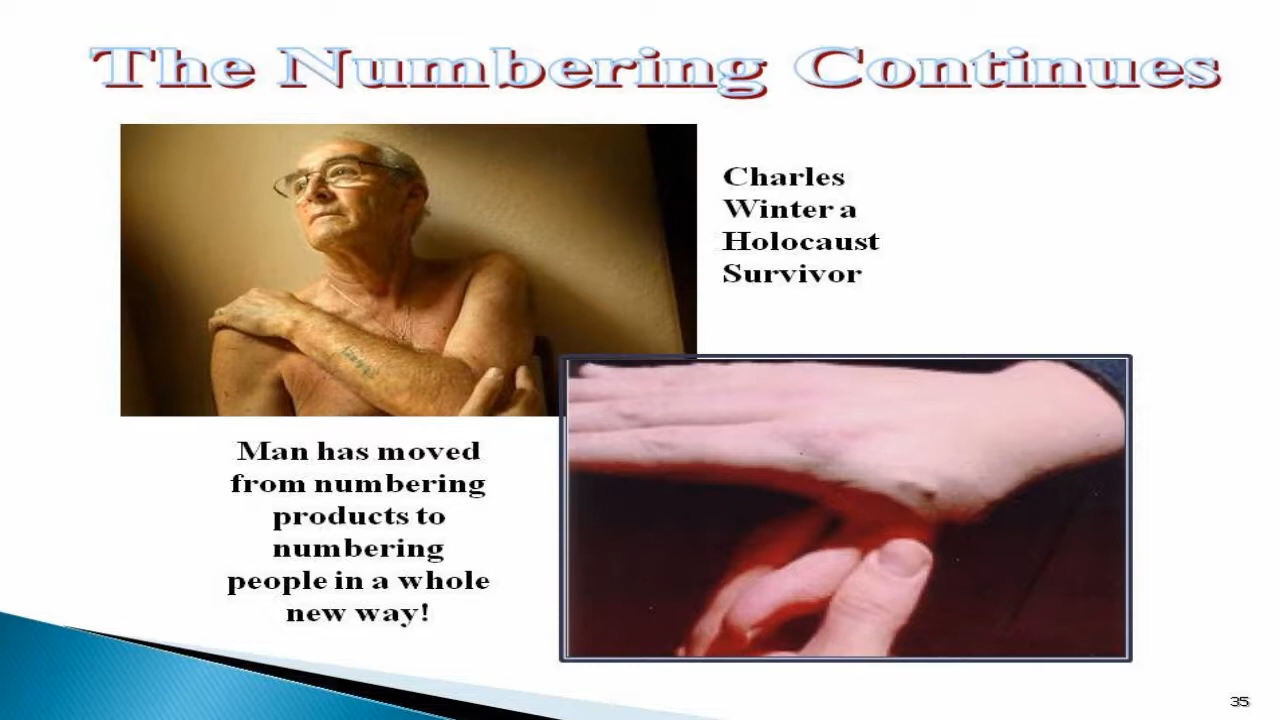 The Numbering Continues
Charles
Winter a
Holocaust
Survivor
Man has moved
from numbering
products to
numbering
people in a whole
new way!
35